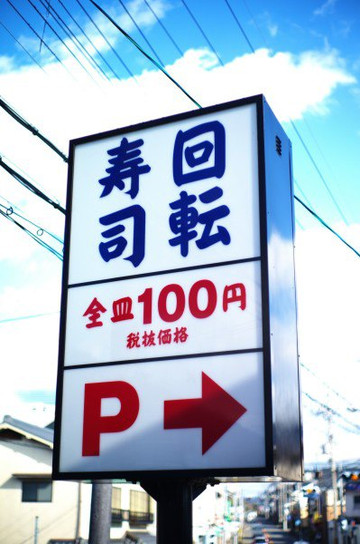 回転
寿司
全皿100円
税抜価格
P